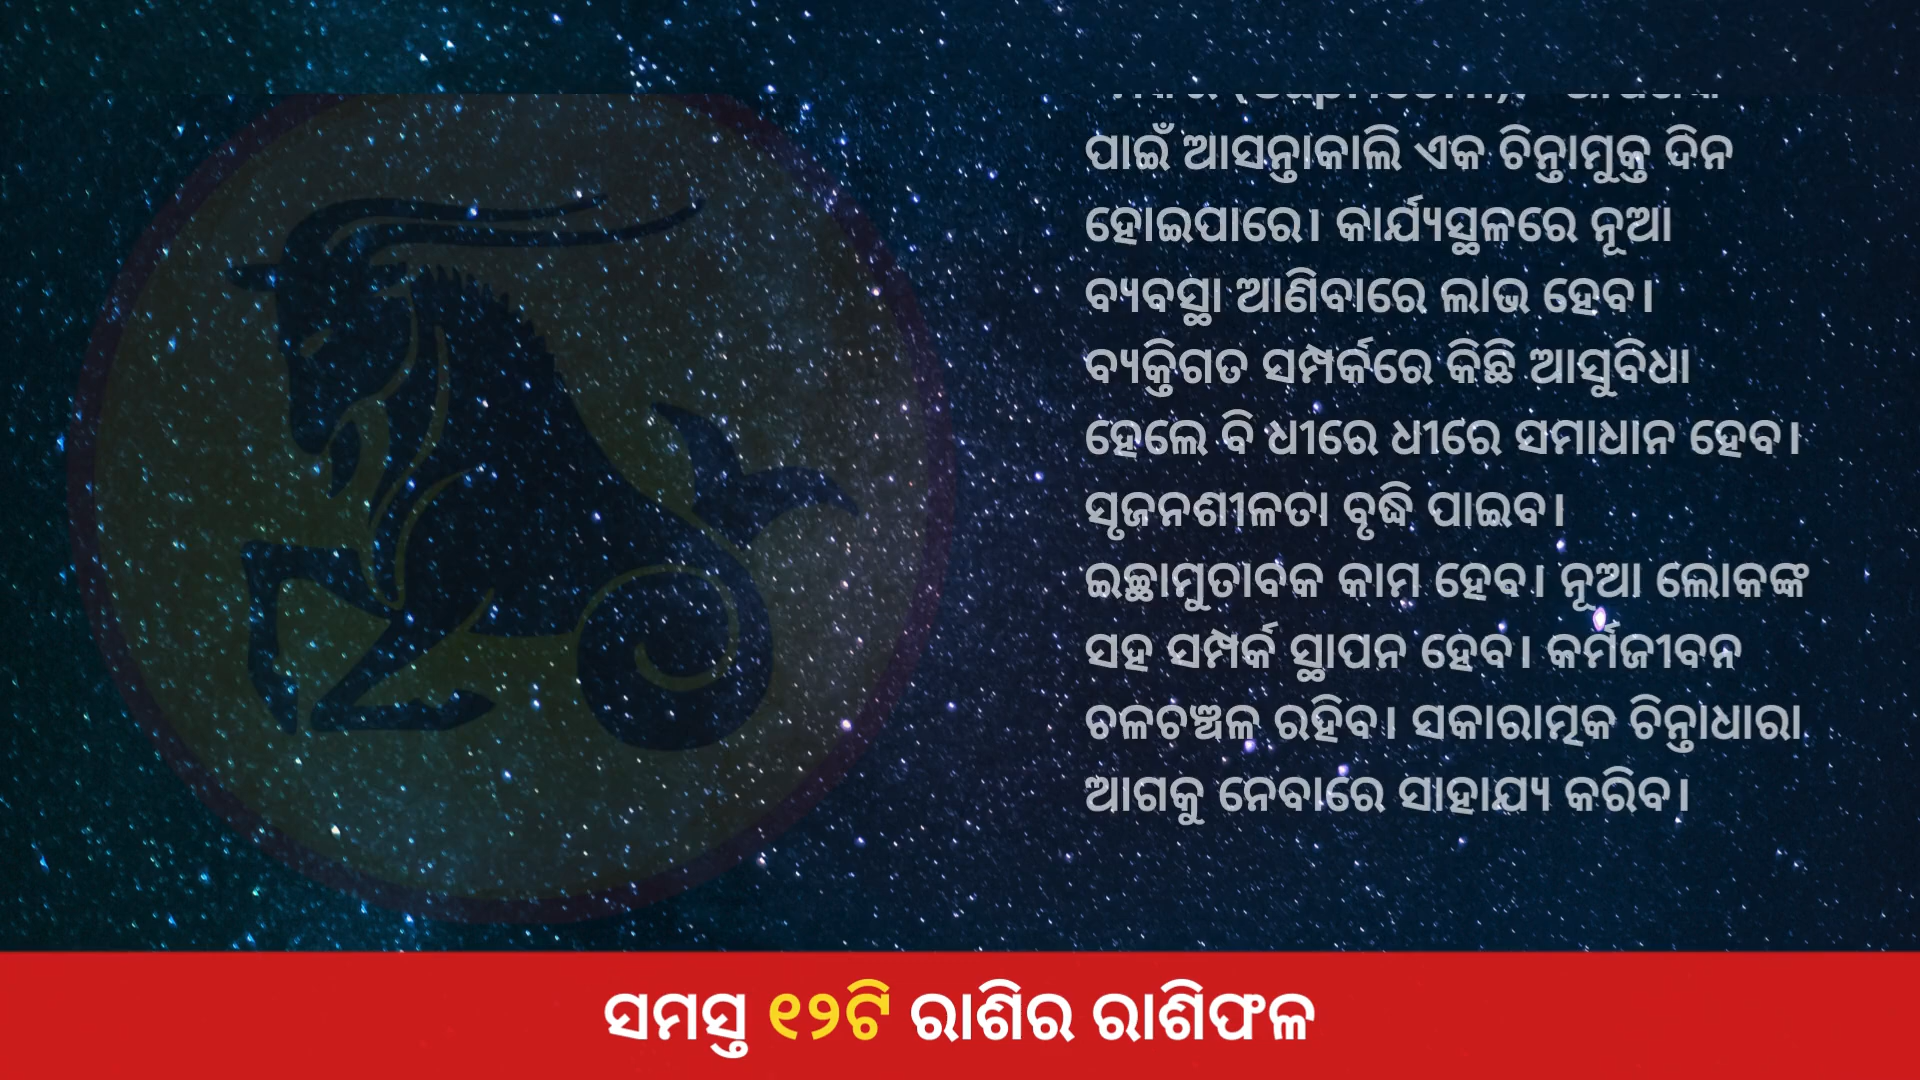 ପାଇଁ ଆସନ୍ତାକାଲି ଏକ ଚିନ୍ତାମୁକ୍ତ ଦିନ
ହୋଇପାରେ। କାର୍ଯ୍ୟସ୍ଥଳରେ ନୂଆ
ବ୍ୟବସ୍ଥା ଆଣିବାରେ ଲାଭ ହେବ।
ବ୍ୟକ୍ତିଗତ ସମ୍ପର୍କରେ କିଛି ଆସୁବିଧା
ହେଲେ ବି ଧୀରେ ଧୀରେ ସମାଧାନ ହେବ।
ସୃଜନଶୀଳତା ବୃଦ୍ଧି ପାଇବ।
ଇଚ୍ଛାମୁତାବକ କାମ ହେବ। ନୂଆ ଲୋକଙ୍କ
ସହ ସମ୍ପର୍କ ସ୍ଥାପନ ହେବ। କର୍ମଜୀବନ
ଚଳଚଞ୍ଚଳ ରହିବ। ସକାରାତ୍ମକ ଚିନ୍ତାଧାରା
ଆଗକୁ ନେବାରେ ସାହାଯ୍ୟ କରିବ।
ସମସ୍ତ ୧୨ଟି ରାଶିର ରାଶିଫଳ